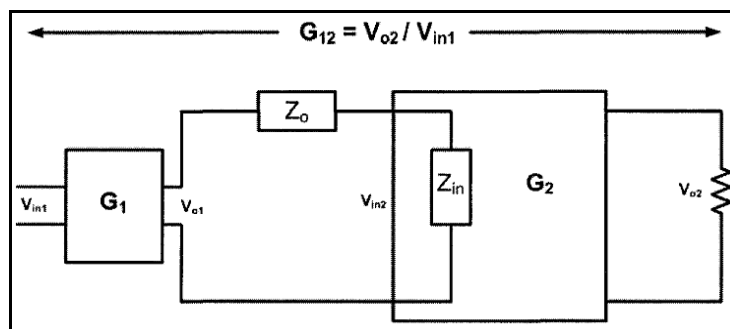 G₁₂ = Vₒ₂ / Vᵢₙ₁
Zₒ
Vᵢₙ₁
G₁
Vₒ₁
Vᵢₙ₂
Zᵢₙ
G₂
Vₒ₂